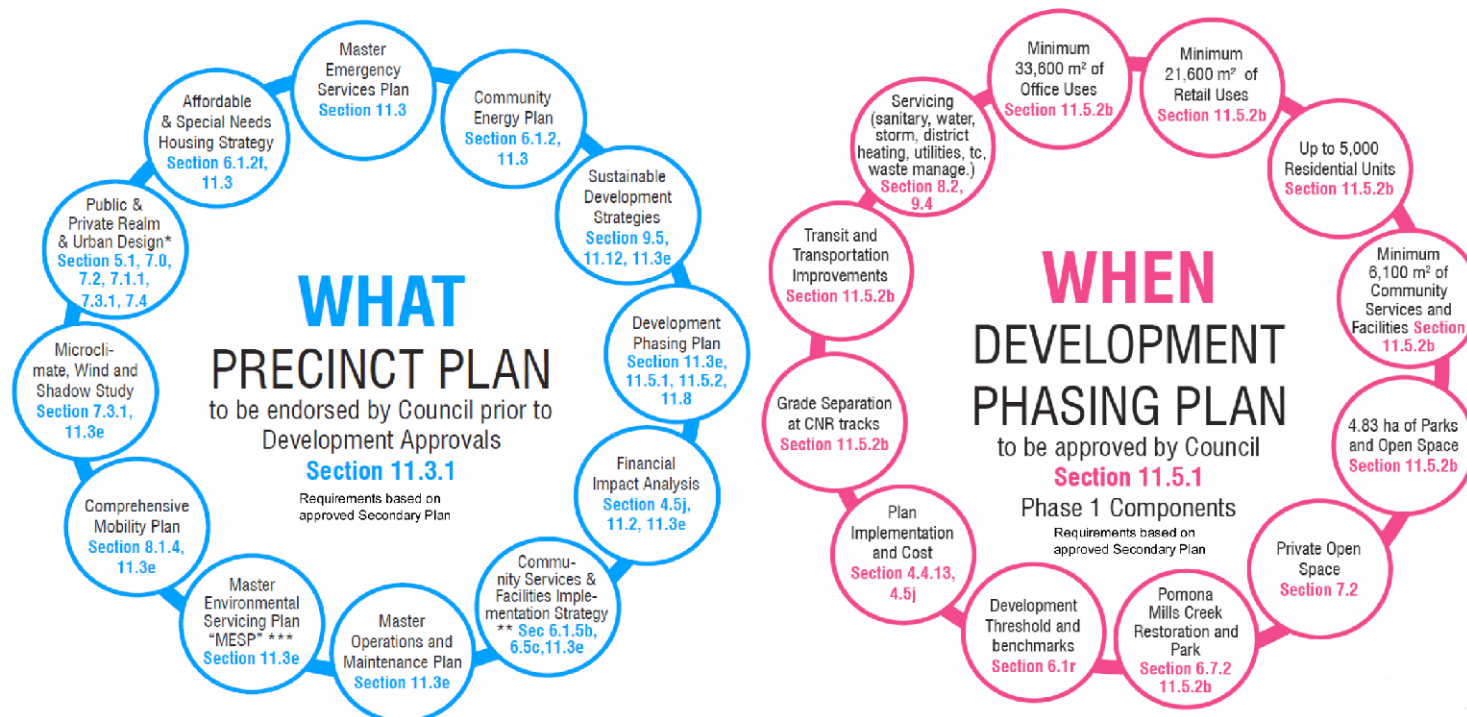 WHAT
PRECINCT PLAN
to be endorsed by Council prior to
Development Approvals
Section 11.3.1
Requirements based on
approved Secondary Plan
Master
Emergency
Services Plan
Section 11.3
Community
Energy Plan
Section 6.1.2,
11.3
Sustainable
Development
Strategies
Section 9.5,
11.12, 11.3e
Development
Phasing Plan
Section 11.3e,
11.5.1, 11.5.2,
11.8
Financial
Impact Analysis
Section 4.5j,
11.2, 11.3e
Commu-
nity Services &
Facilities Imple-
mentation Strategy
** Sec 6.1.5b,
6.5c,11.3e
Master
Operations and
Maintenance Plan
Section 11.3e
Master
Environmental
Servicing Plan
“MESP” ***
Section 11.3e
Comprehensive
Mobility Plan
Section 8.1.4,
11.3e
Microcli-
mate, Wind and
Shadow Study
Section 7.3.1,
11.3e
Public &
Private Realm
& Urban Design*
Section 5.1, 7.0,
7.2, 7.1.1,
7.3.1, 7.4
Affordable
& Special Needs
Housing Strategy
Section 6.1.2f,
11.3
WHEN
DEVELOPMENT
PHASING PLAN
to be approved by Council
Section 11.5.1
Phase 1 Components
Requirements based on
approved Secondary Plan
Minimum
33,600 m² of
Office Uses
Section 11.5.2b
Minimum
21,600 m² of
Retail Uses
Section 11.5.2b
Up to 5,000
Residential Units
Section 11.5.2b
Minimum
6,100 m² of
Community
Services and
Facilities Section
11.5.2b
4.83 ha of Parks
and Open Space
Section 11.5.2b
Private Open
Space
Section 7.2
Pomona
Mills Creek
Restoration and
Park
Section 6.7.2
11.5.2b
Development
Threshold and
benchmarks
Section 6.1r
Plan
Implementation
and Cost
Section 4.4.13,
4.5j
Grade Separation
at CNR tracks
Section 11.5.2b
Transit and
Transportation
Improvements
Section 11.5.2b
Servicing
(sanitary, water,
storm, district
heating, utilities, tc,
waste manage.)
Section 8.2,
9.4